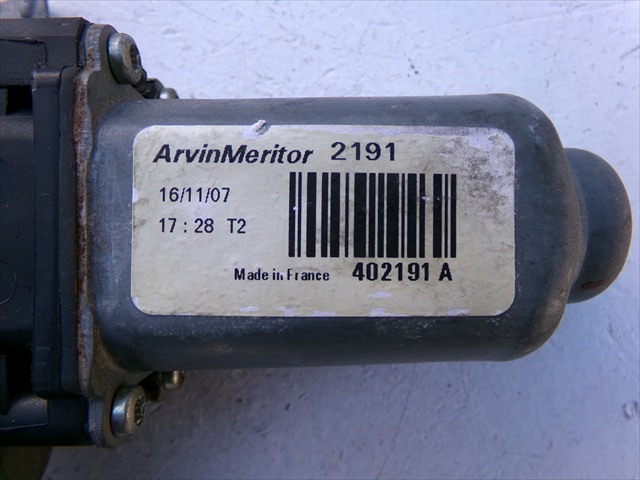 ArvinMeritor 2191
16/11/07
17 : 28 T2
Made in France 402191 A